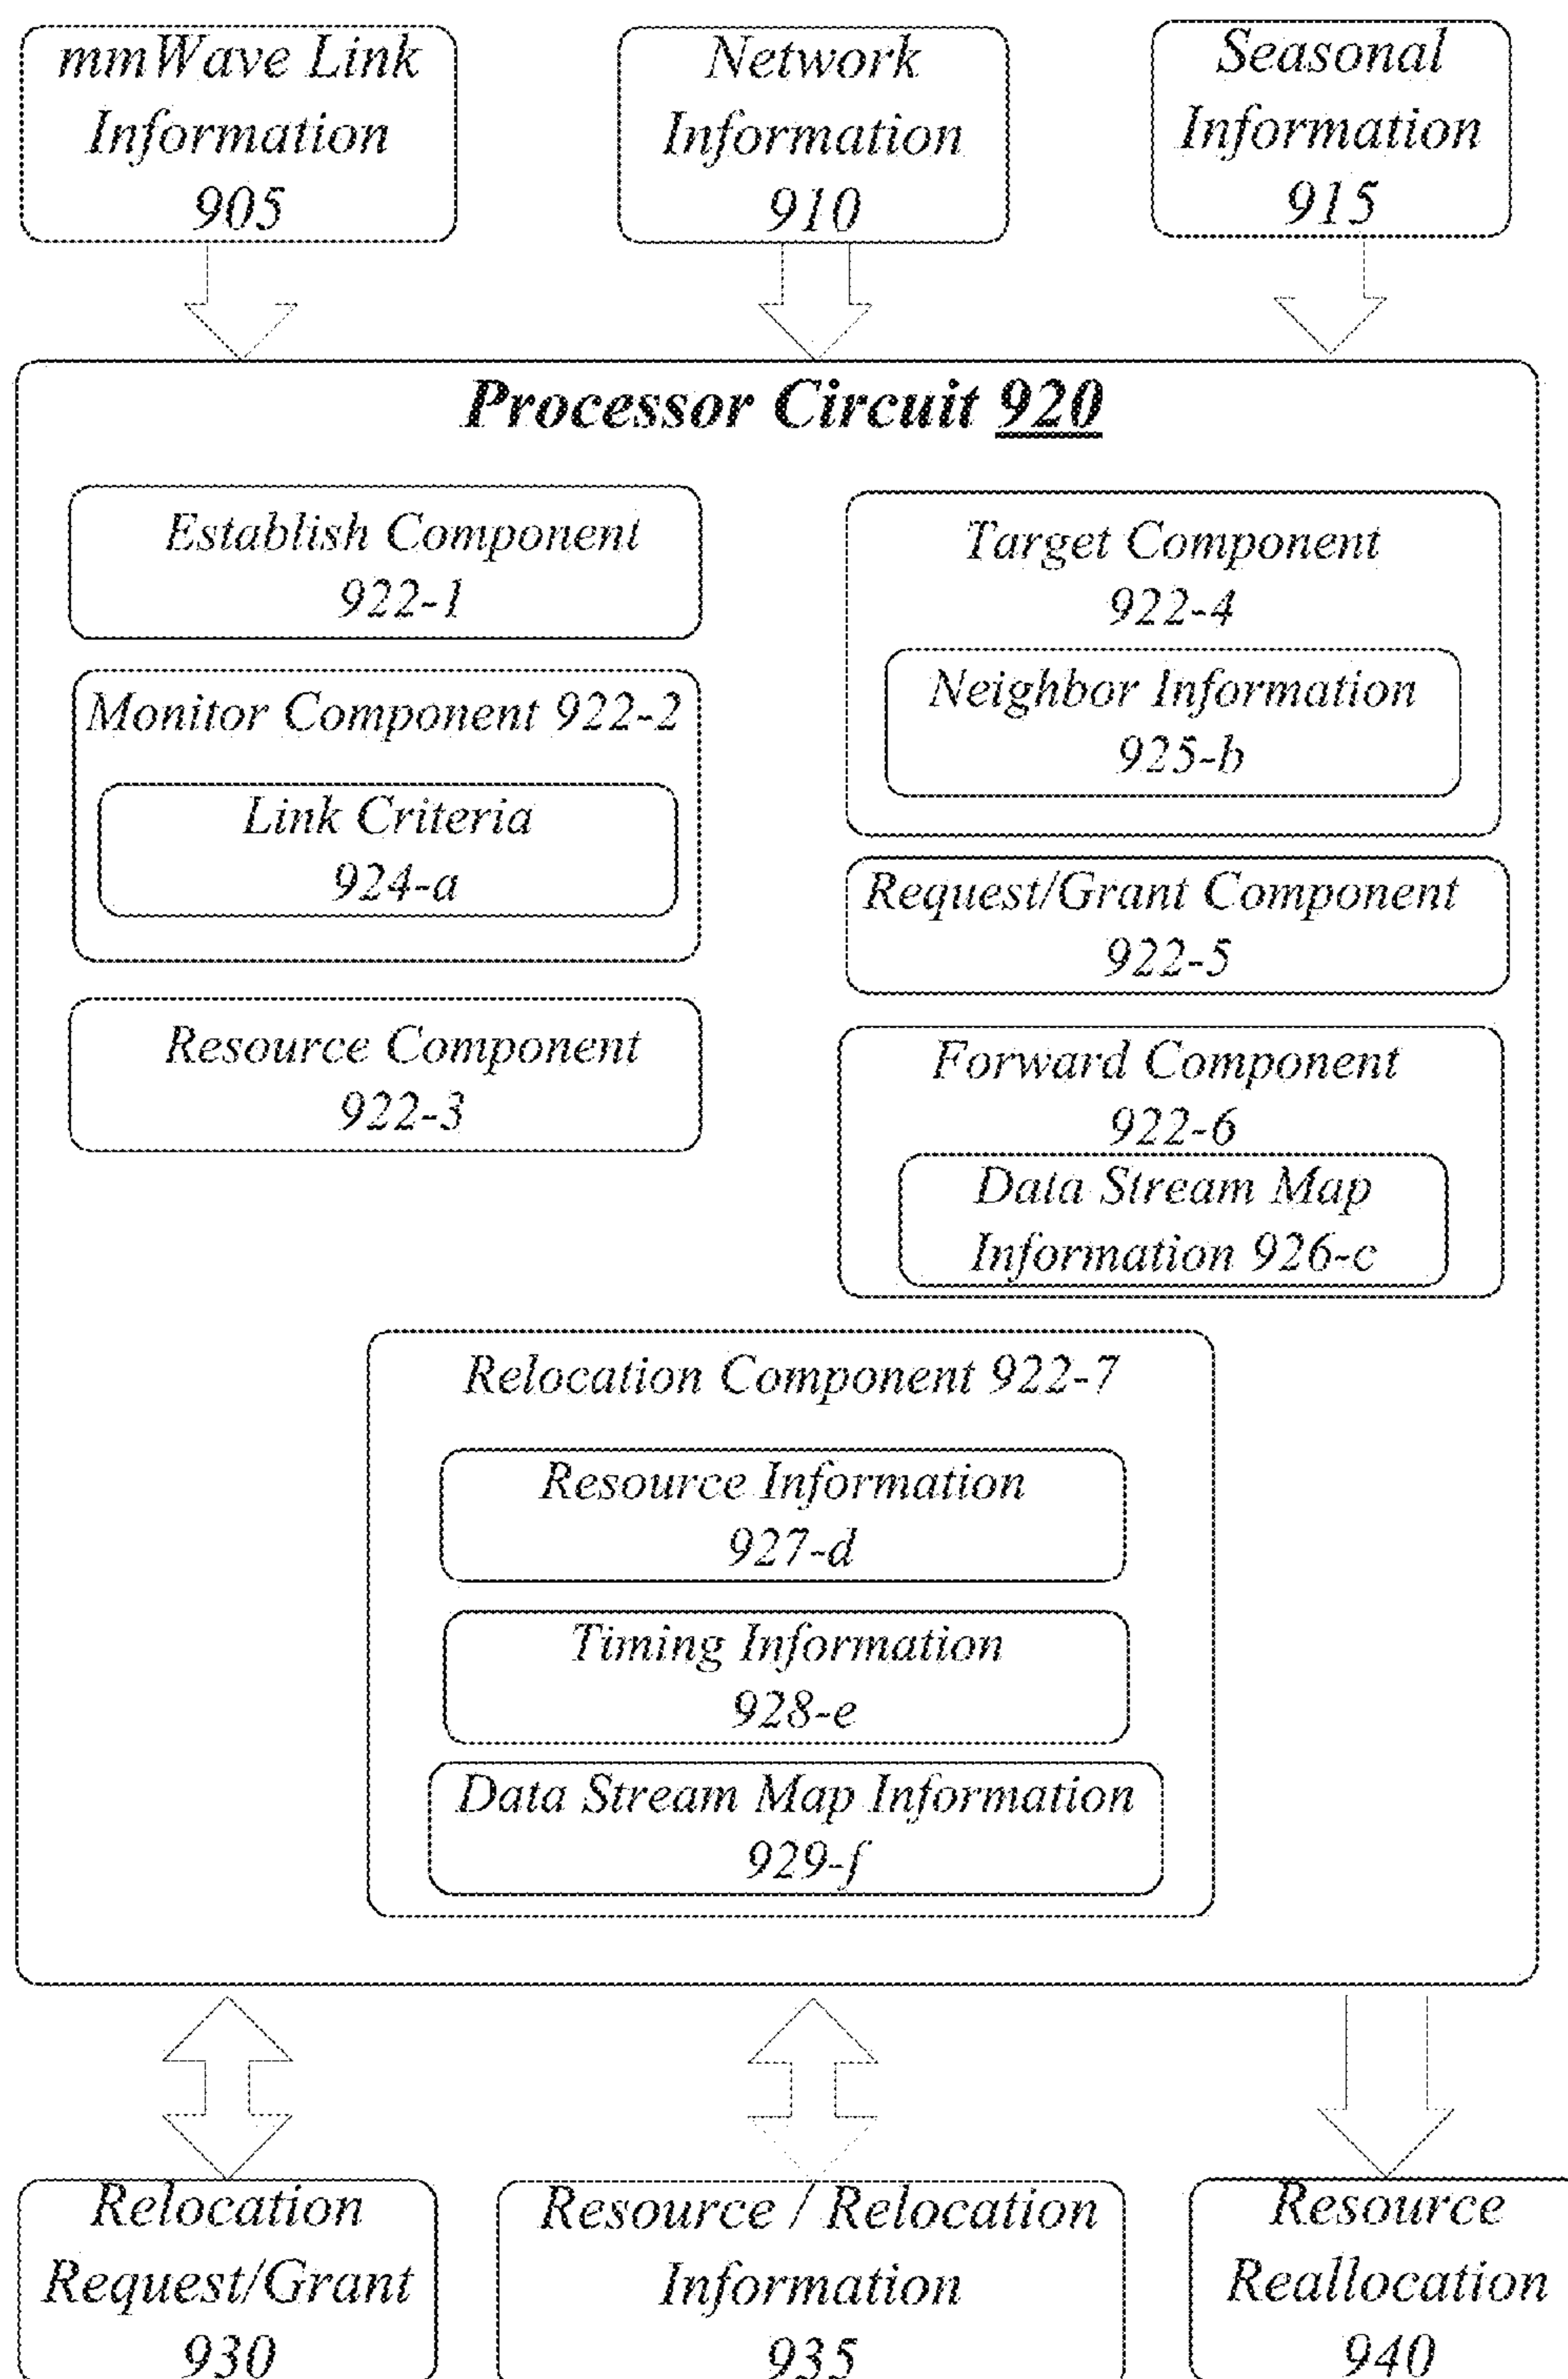 mmWave Link
Information
905
Network
Information
910
Seasonal
Information
915
Processor Circuit 920
Establish Component
922-1
Monitor Component 922-2
Link Criteria
924-a
Resource Component
922-3
Target Component
922-4
Neighbor Information
925-b
Request/Grant Component
922-5
Forward Component
922-6
Data Stream Map
Information 926-c
Relocation Component 922-7
Resource Information
927-d
Timing Information
928-e
Data Stream Map Information
929-f
Relocation
Request/Grant
930
Resource / Relocation
Information
935
Resource
Reallocation
940